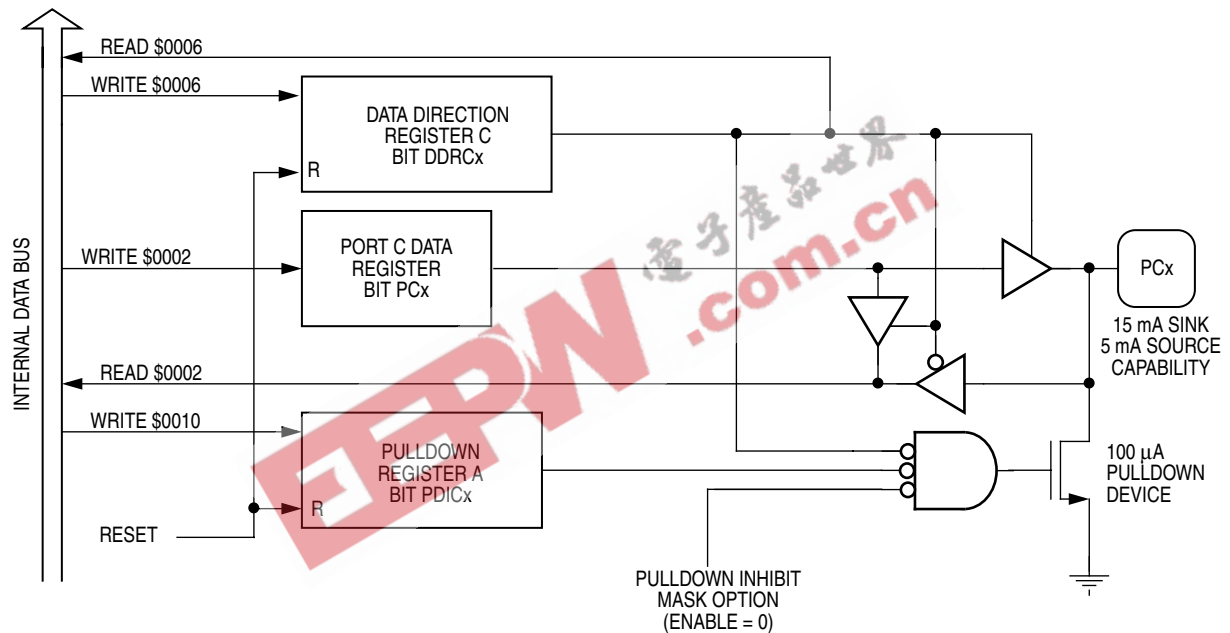 READ $0006
WRITE $0006
DATA DIRECTION
REGISTER C
BIT DDRCx
R
WRITE $0002
PORT C DATA
REGISTER
BIT PCx
PCx
15 mA SINK
5 mA SOURCE
CAPABILITY
READ $0002
WRITE $0010
PULLDOWN
REGISTER A
BIT PDICx
R
RESET
100 µA
PULLDOWN
DEVICE
PULLDOWN INHIBIT
MASK OPTION
(ENABLE = 0)
INTERNAL DATA BUS
EEPW
.com.cn
電子產品世界